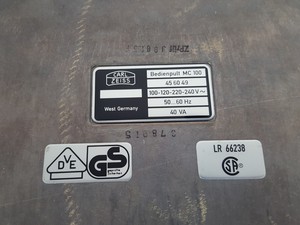 CARL
ZEISS
Bedienpult MC 100
45 60 49
100-120-220-240 V~
50...60 Hz
West Germany
40 VA
DVE
GS
LR 66238
SA